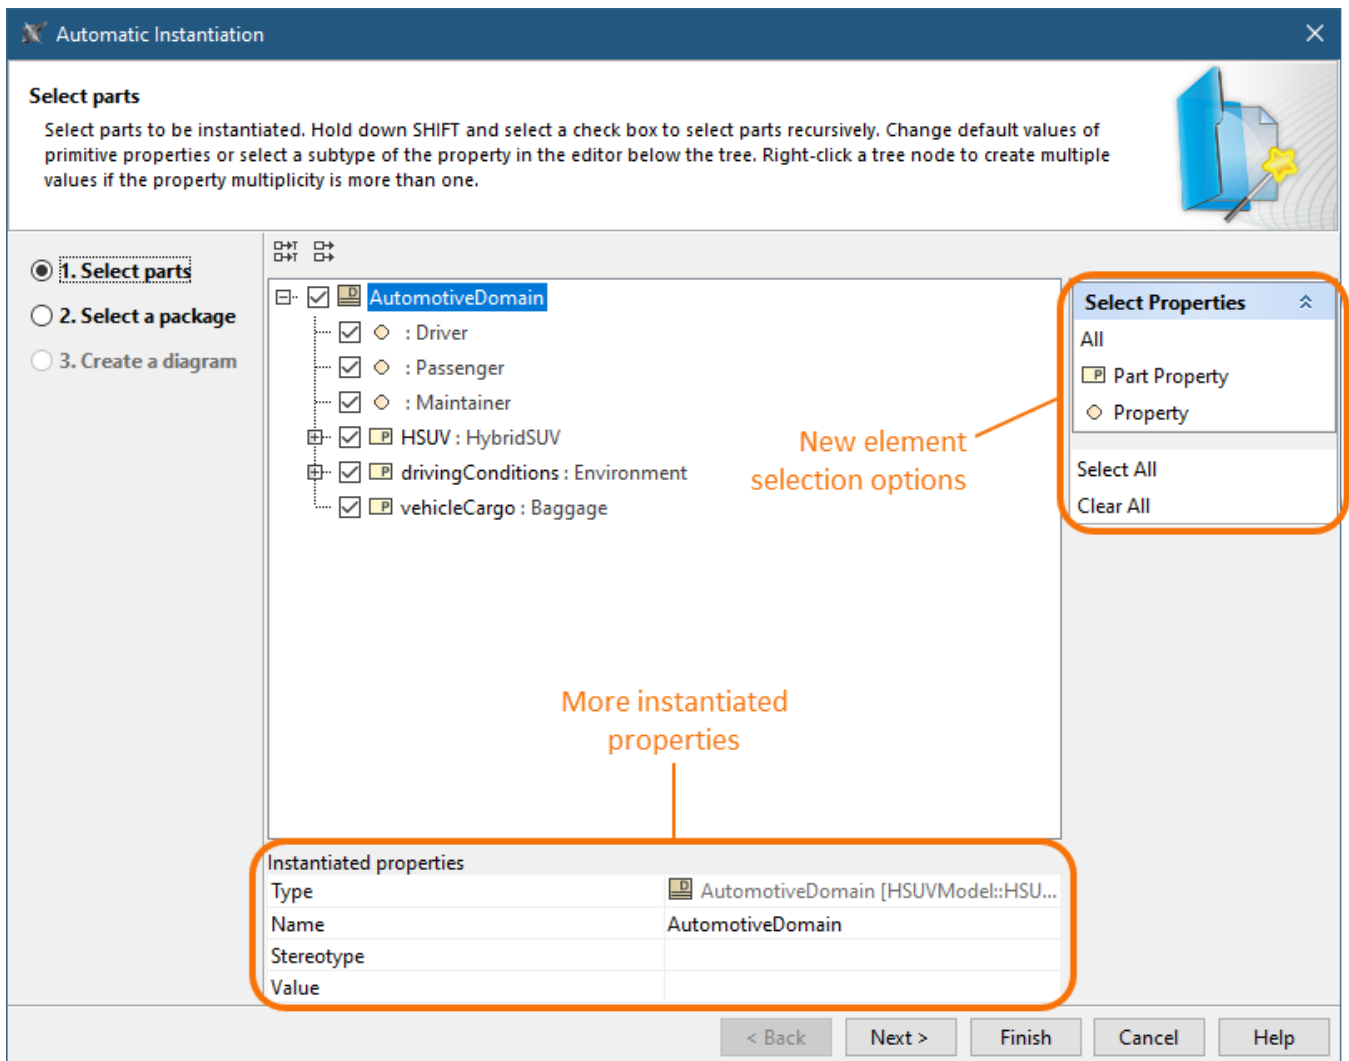 Automatic Instantiation
Select parts
Select parts to be instantiated. Hold down SHIFT and select a check box to select parts recursively. Change default values of
primitive properties or select a subtype of the property in the editor below the tree. Right-click a tree node to create multiple
values if the property multiplicity is more than one.
1. Select parts
2. Select a package
3. Create a diagram
D AutomotiveDomain
: Driver
: Passenger
: Maintainer
P HSUV : HybridSUV
P drivingConditions : Environment
P vehicleCargo : Baggage
Select Properties
All
P Part Property
Property
Select All
Clear All
New element
selection options
More instantiated
properties
Instantiated properties
Type D AutomotiveDomain [HSUVModel::HSU...
Name AutomotiveDomain
Stereotype
Value
< Back Next > Finish Cancel Help